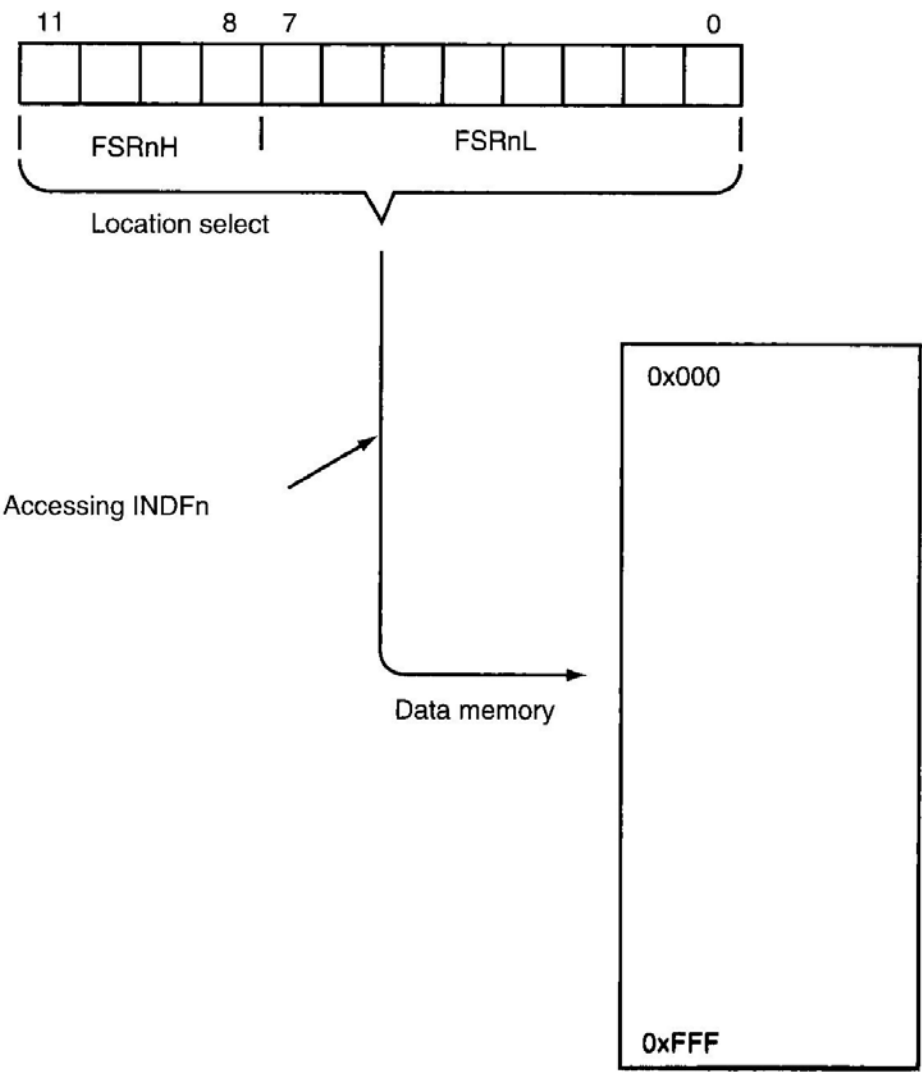 11 8 7 0
FSRnH FSRnL
Location select
0x000
Accessing INDFn
Data memory
0xFFF